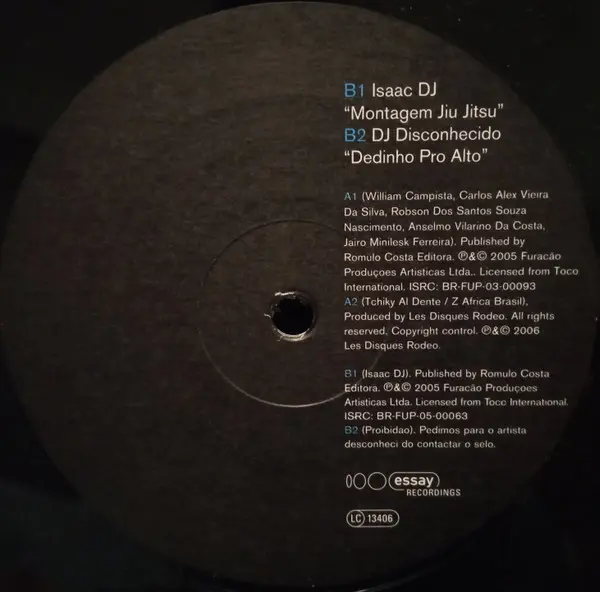 B1 Isaac DJ
“Montagem Jiu Jitsu”
B2 DJ Disconhecido
“Dedinho Pro Alto”
A1 (William Campista, Carlos Alex Vieira
Da Silva, Robson Dos Santos Souza
Nascimento, Anselmo Vilarino Da Costa,
Jairo Minilesk Ferreira). Published by
Romulo Costa Editora. ℗&© 2005 Furacão
Produçoes Artisticas Ltda.. Licensed from Toco
International. ISRC: BR-FUP-03-00093
A2 (Tchiky Al Dente / Z Africa Brasil),
Produced by Les Disques Rodeo. All rights
reserved, Copyright control. ℗&© 2006
Les Disques Rodeo.
B1 (Isaac DJ). Published by Romulo Costa
Editora. ℗&© 2005 Furacão Produçoes
Artisticas Ltda. Licensed from Toco International.
ISRC: BR-FUP-05-00063
B2 (Proibidao). Pedimos para o artista
desconheci do contactar o selo.
essay
RECORDINGS
LC 13406